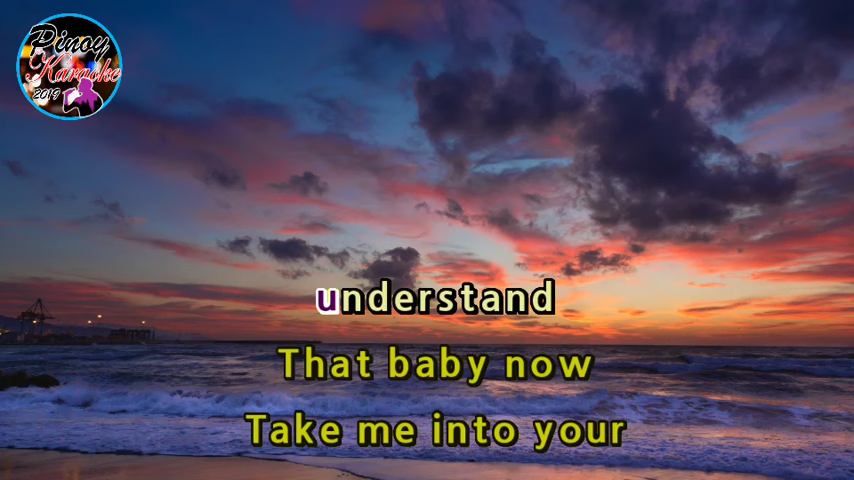 Pinoy
Karaoke
2019
understand
That baby now
Take me into your